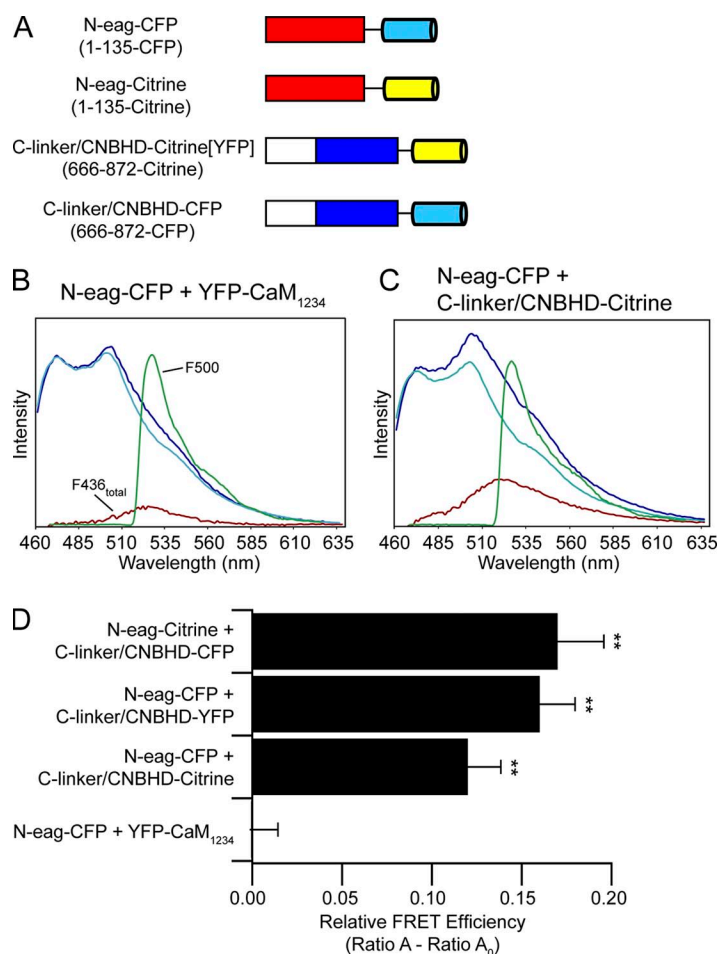 A
N-eag-CFP
(1-135-CFP)
N-eag-Citrine
(1-135-Citrine)
C-linker/CNBHD-Citrine[YFP]
(666-872-Citrine)
C-linker/CNBHD-CFP
(666-872-CFP)
B
N-eag-CFP + YFP-CaM1234
Intensity
F500
F436total
460 485 510 535 560 585 610 635
Wavelength (nm)
C
N-eag-CFP +
C-linker/CNBHD-Citrine
Intensity
460 485 510 535 560 585 610 635
Wavelength (nm)
D
N-eag-Citrine +
C-linker/CNBHD-CFP
**
N-eag-CFP +
C-linker/CNBHD-YFP
**
N-eag-CFP +
C-linker/CNBHD-Citrine
**
N-eag-CFP + YFP-CaM1234
0.00 0.05 0.10 0.15 0.20
Relative FRET Efficiency
(Ratio A - Ratio Ao)